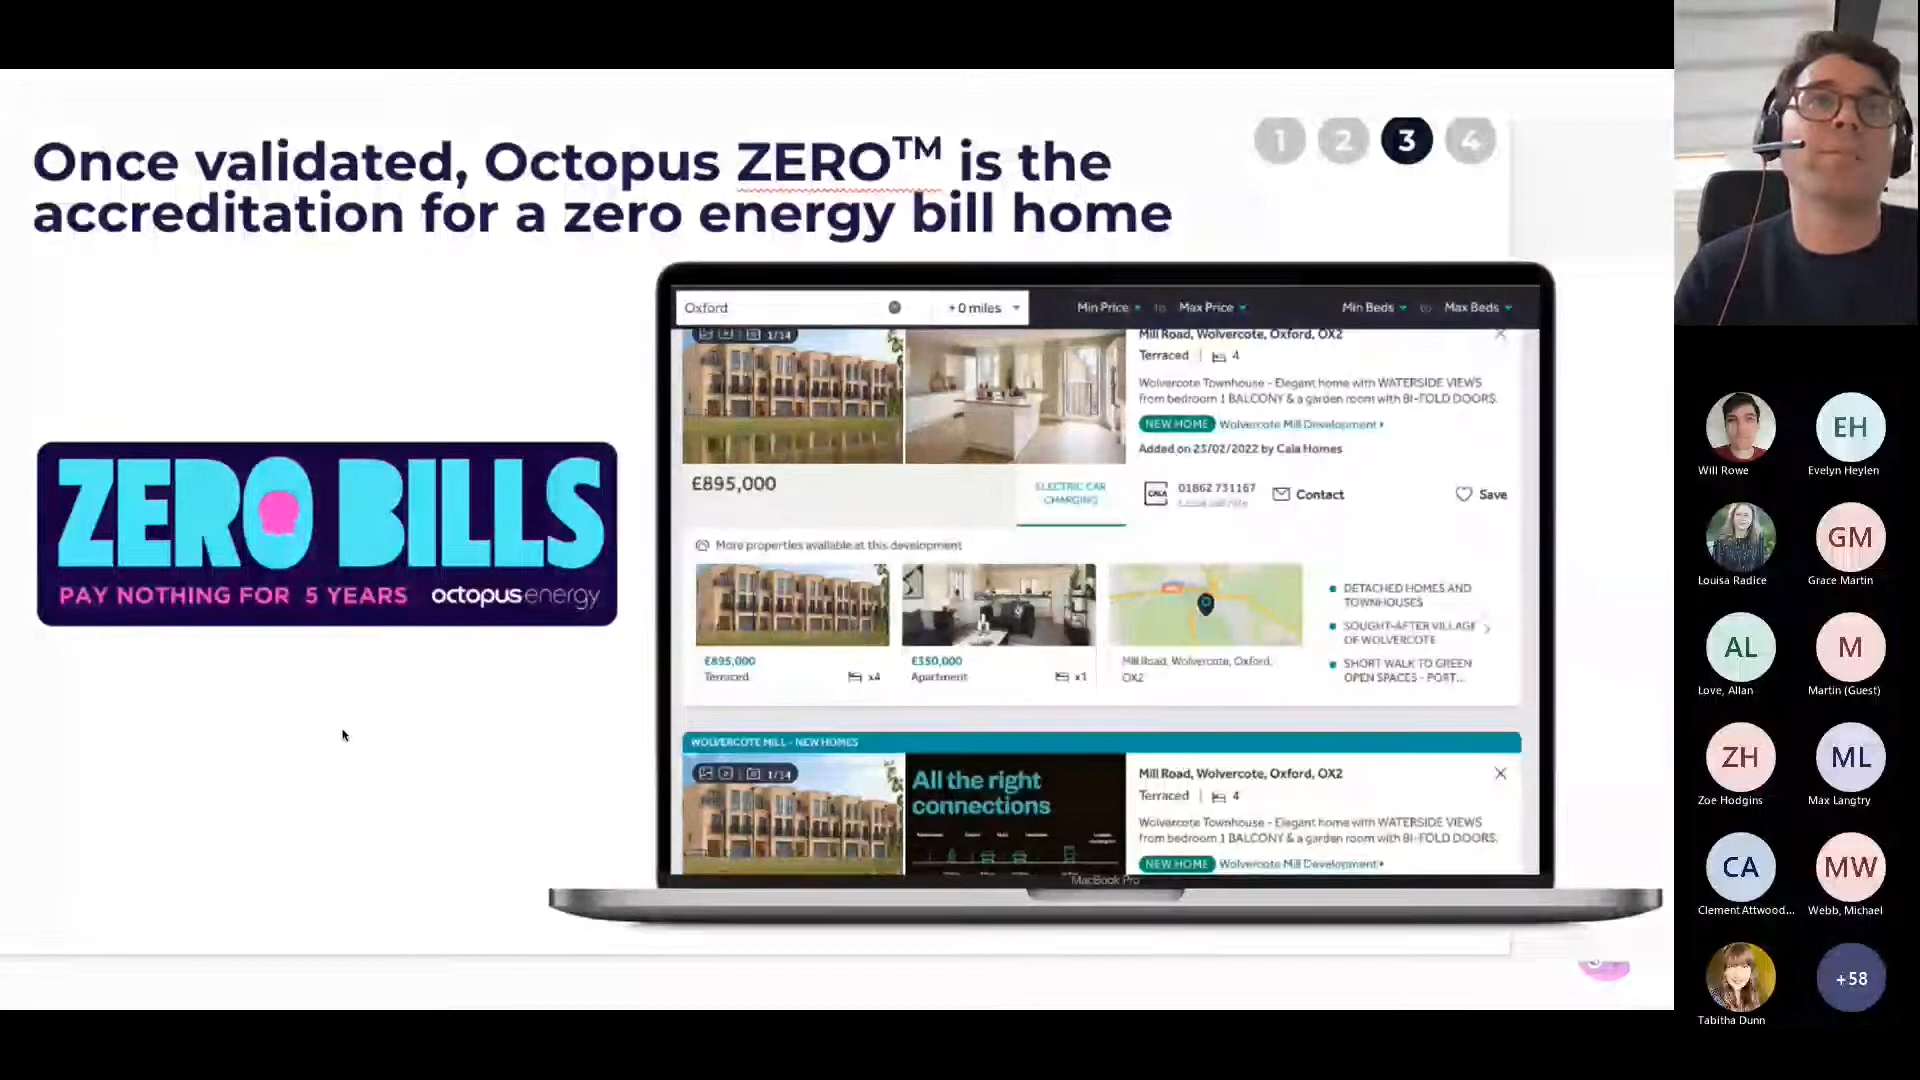 Once validated, Octopus ZERO™ is the
accreditation for a zero energy bill home
1 2 3 4
ZERO BILLS
PAY NOTHING FOR 5 YEARS octopusenergy
Oxford
+0 miles
Min Price to Max Price
Min Beds to Max Beds
1/14
Mill Road, Wolvercote, Oxford, OX2
Terraced | 4
Wolvercote Townhouse - Elegant home with WATERSIDE VIEWS
from bedroom 1 BALCONY & a garden room with BI-FOLD DOORS.
NEW HOME Wolvercote Mill Development
Added on 23/02/2022 by Cala Homes
£895,000
ELECTRIC CAR
CHARGING
CALA
01862 731167
Contact
Save
More properties available at this development
£895,000
Terraced x4
£350,000
Apartment x1
Mill Road, Wolvercote, Oxford,
OX2
DETACHED HOMES AND
TOWNHOUSES
SOUGHT-AFTER VILLAGE
OF WOLVERCOTE
SHORT WALK TO GREEN
OPEN SPACES - PORT...
WOLVERCOTE MILL - NEW HOMES
1/14
All the right
connections
Mill Road, Wolvercote, Oxford, OX2
Terraced | 4
Wolvercote Townhouse - Elegant home with WATERSIDE VIEWS
from bedroom 1 BALCONY & a garden room with BI-FOLD DOORS.
NEW HOME Wolvercote Mill Development
MacBook Pro
Will Rowe
EH
Evelyn Heylen
Louisa Radice
GM
Grace Martin
AL
Love, Allan
M
Martin (Guest)
ZH
Zoe Hodgins
ML
Max Langtry
CA
Clement Attwood...
MW
Webb, Michael
Tabitha Dunn
+58